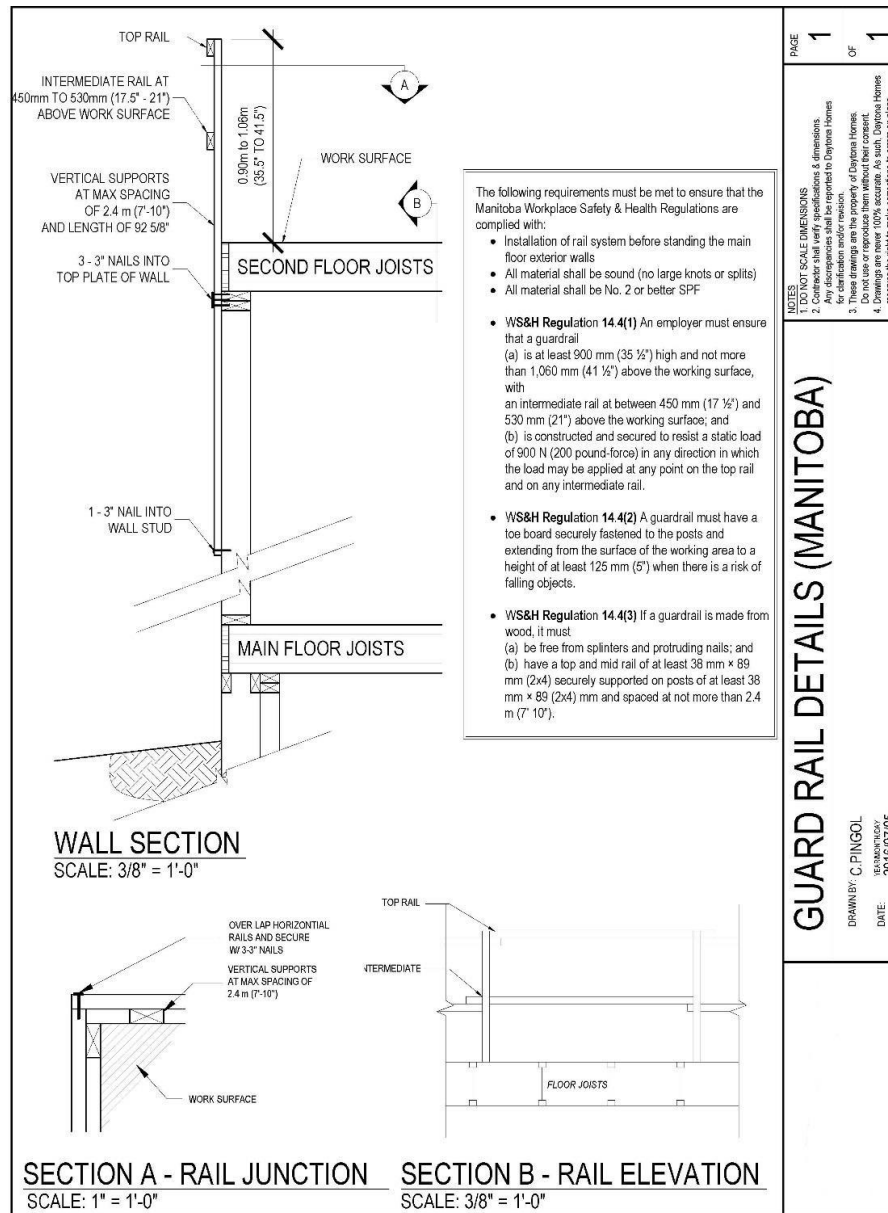 TOP RAIL
INTERMEDIATE RAIL AT
450mm TO 530mm (17.5" - 21")
ABOVE WORK SURFACE
VERTICAL SUPPORTS
AT MAX SPACING
OF 2.4 m (7'-10")
AND LENGTH OF 92 5/8"
3 - 3" NAILS INTO
TOP PLATE OF WALL
1 - 3" NAIL INTO
WALL STUD
0.90m to 1.06m
(35.5" TO 41.5")
A
WORK SURFACE
B
SECOND FLOOR JOISTS
MAIN FLOOR JOISTS
WALL SECTION
SCALE: 3/8" = 1'-0"
The following requirements must be met to ensure that the
Manitoba Workplace Safety & Health Regulations are
complied with:
• Installation of rail system before standing the main
floor exterior walls
• All material shall be sound (no large knots or splits)
• All material shall be No. 2 or better SPF
• WS&H Regulation 14.4(1) An employer must ensure
that a guardrail
(a) is at least 900 mm (35 ½") high and not more
than 1,060 mm (41 ½") above the working surface,
with
an intermediate rail at between 450 mm (17 ½") and
530 mm (21") above the working surface; and
(b) is constructed and secured to resist a static load
of 900 N (200 pound-force) in any direction in which
the load may be applied at any point on the top rail
and on any intermediate rail.
• WS&H Regulation 14.4(2) A guardrail must have a
toe board securely fastened to the posts and
extending from the surface of the working area to a
height of at least 125 mm (5") when there is a risk of
falling objects.
• WS&H Regulation 14.4(3) If a guardrail is made from
wood, it must
(a) be free from splinters and protruding nails; and
(b) have a top and mid rail of at least 38 mm × 89
mm (2x4) securely supported on posts of at least 38
mm × 89 (2x4) mm and spaced at not more than 2.4
m (7' 10").
OVER LAP HORIZONTIAL
RAILS AND SECURE
W/ 3-3" NAILS
VERTICAL SUPPORTS
AT MAX SPACING OF
2.4 m (7'-10")
WORK SURFACE
SECTION A - RAIL JUNCTION
SCALE: 1" = 1'-0"
TOP RAIL
NTERMEDIATE
FLOOR JOISTS
SECTION B - RAIL ELEVATION
SCALE: 3/8" = 1'-0"
PAGE 1 OF 1
NOTES
1. DO NOT SCALE DIMENSIONS
2. Contractor shall verify specifications & dimensions.
Any discrepancies shall be reported to Daytona Homes
for clarification and/or revision.
3. These drawings are the property of Daytona Homes.
Do not use or reproduce them without their consent.
4. Drawings are never 100% accurate. As such, Daytona Homes
GUARD RAIL DETAILS (MANITOBA)
DRAWN BY: C.PINGOL
DATE: YEAR/MONTH/DAY
2016/07/05